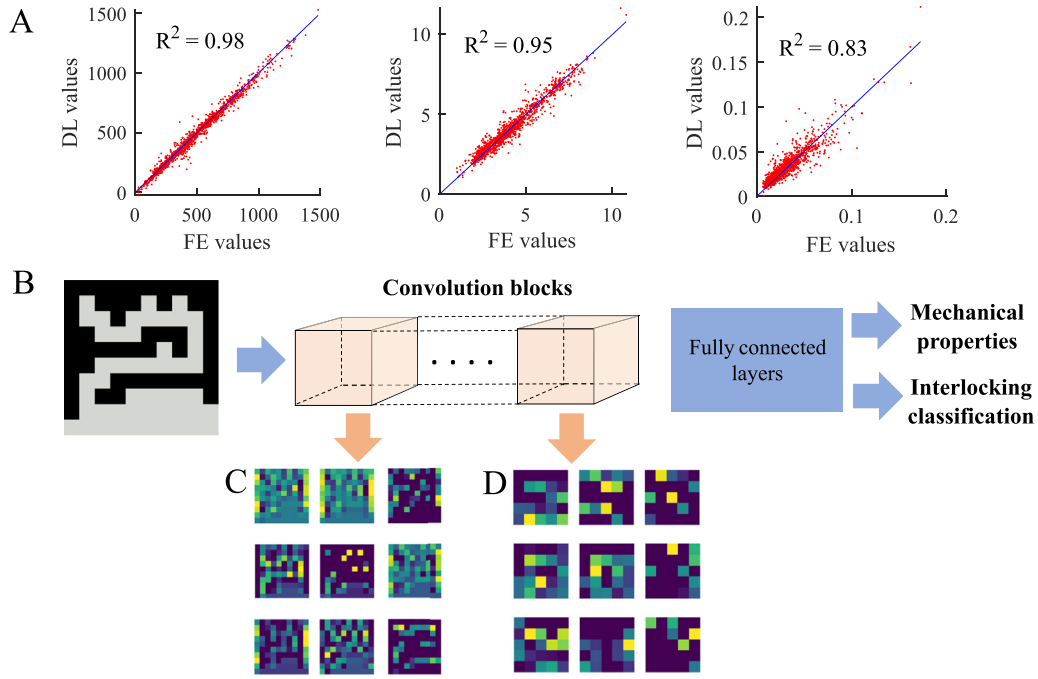 A
1500
1000
500
0
R² = 0.98
DL values
0 500 1000 1500
FE values
10
5
0
R² = 0.95
DL values
0 5 10
FE values
0.2
0.15
0.1
0.05
0
R² = 0.83
DL values
0 0.1 0.2
FE values
B
Convolution blocks
Fully connected
layers
Mechanical
properties
Interlocking
classification
C
D